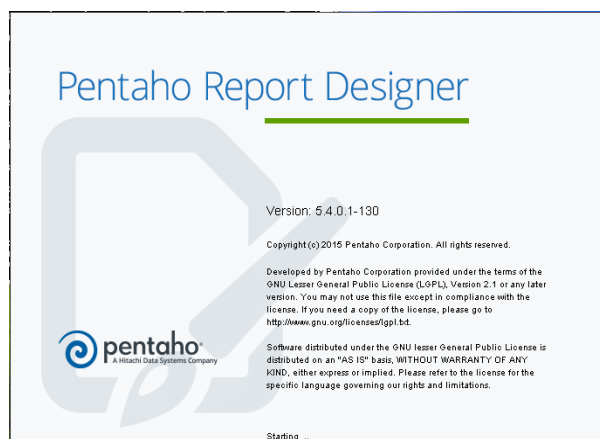 Pentaho Report Designer
Version: 5.4.0.1-130
Copyright (c) 2015 Pentaho Corporation. All rights reserved.
Developed by Pentaho Corporation provided under the terms of the
GNU Lesser General Public License (LGPL), Version 2.1 or any later
version. You may not use this file except in compliance with the
license. If you need a copy of the license, please go to
http://www.gnu.org/licenses/lgpl.txt.
pentaho
A Hitachi Data Systems Company
Software distributed under the GNU lesser General Public License is
distributed on an "AS IS" basis, WITHOUT WARRANTY OF ANY
KIND, either express or implied. Please refer to the license for the
specific language governing our rights and limitations.
Starting ...